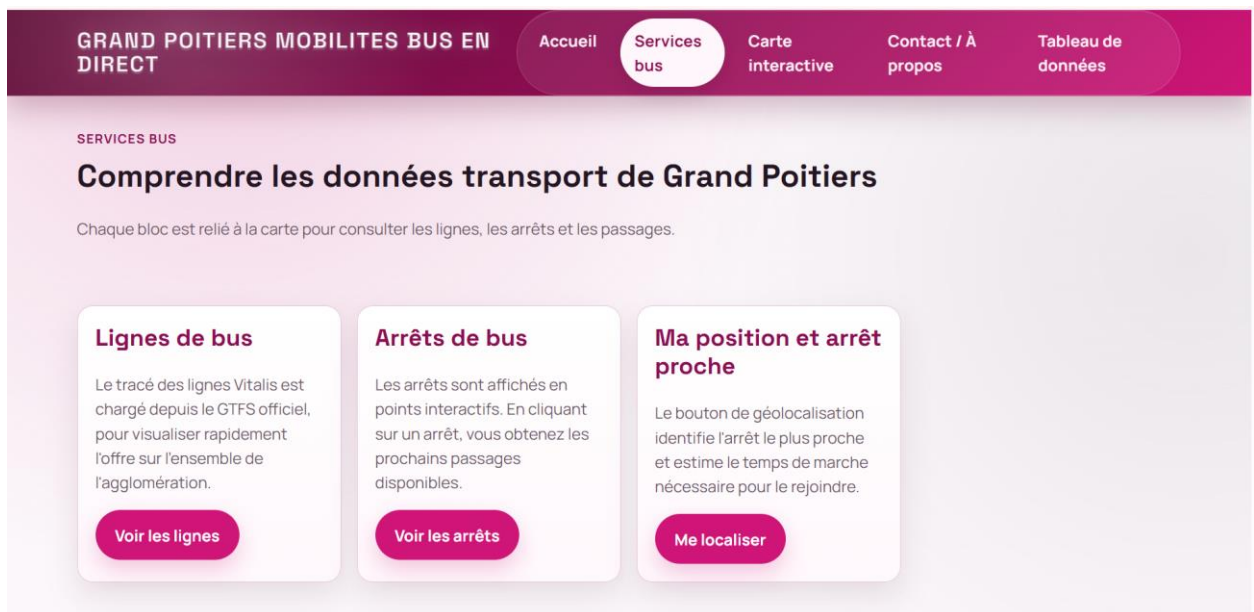 GRAND POITIERS MOBILITES BUS EN
DIRECT
Accueil
Services
bus
Carte
interactive
Contact / À
propos
Tableau de
données
SERVICES BUS
Comprendre les données transport de Grand Poitiers
Chaque bloc est relié à la carte pour consulter les lignes, les arrêts et les passages.
Lignes de bus
Le tracé des lignes Vitalis est
chargé depuis le GTFS officiel,
pour visualiser rapidement
l'offre sur l'ensemble de
l'agglomération.
Voir les lignes
Arrêts de bus
Les arrêts sont affichés en
points interactifs. En cliquant
sur un arrêt, vous obtenez les
prochains passages
disponibles.
Voir les arrêts
Ma position et arrêt
proche
Le bouton de géolocalisation
identifie l'arrêt le plus proche
et estime le temps de marche
nécessaire pour le rejoindre.
Me localiser